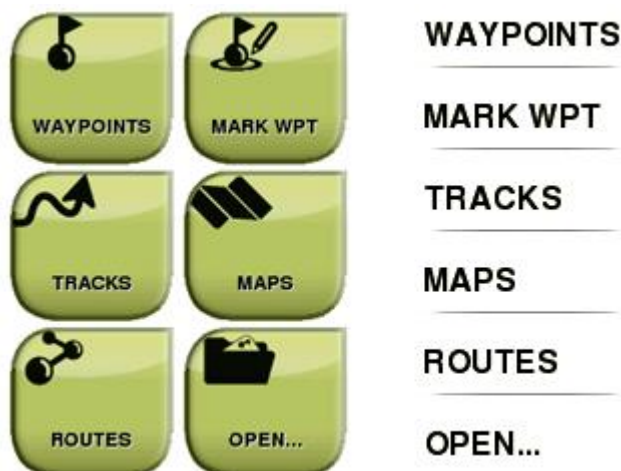 WAYPOINTS
MARK WPT
TRACKS
MAPS
ROUTES
OPEN...
WAYPOINTS
MARK WPT
TRACKS
MAPS
ROUTES
OPEN...